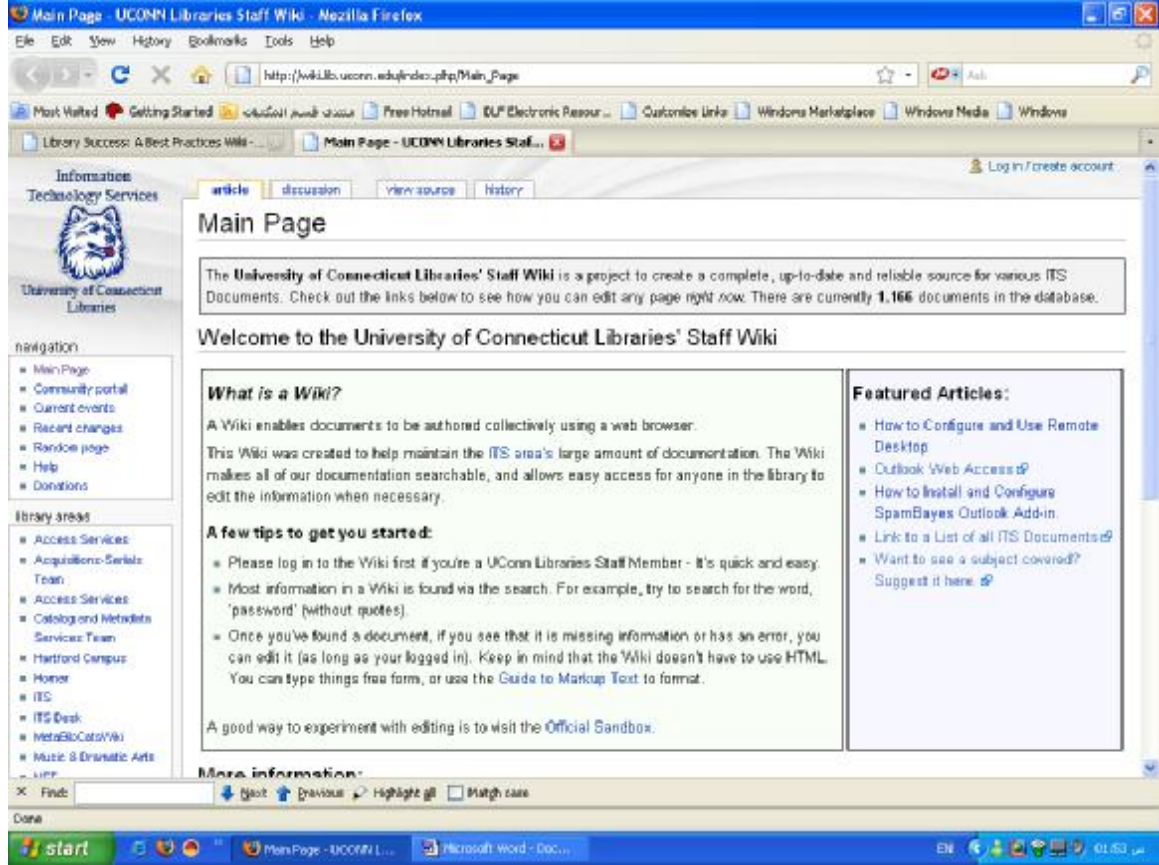 Main Page - UCONN Libraries Staff Wiki - Mozilla Firefox
File Edit View History Bookmarks Tools Help
http://wiki.lib.uconn.edu/index.php/Main_Page
Ask
Most Visited Getting Started منتدى قسم المكتبات Free Hotmail Electronic Resour... Customize Links Windows Marketplace Windows Media Windows
Library Success: A Best Practices Wiki -... Main Page - UCONN Libraries Staf...
Log in / create account
Information
Technology Services
University of Connecticut
Libraries
article discussion view source history
Main Page
The University of Connecticut Libraries' Staff Wiki is a project to create a complete, up-to-date and reliable source for various ITS
Documents. Check out the links below to see how you can edit any page right now. There are currently 1,166 documents in the database.
Welcome to the University of Connecticut Libraries' Staff Wiki
navigation
Main Page
Community portal
Current events
Recent changes
Random page
Help
Donations
library areas
Access Services
Acquisitions-Serials
Team
Access Services
Catalog and Metadata
Services Team
Hartford Campus
Homer
ITS
ITS Desk
MetaBloCatsWiki
Music & Dramatic Arts
What is a Wiki?
A Wiki enables documents to be authored collectively using a web browser.
This Wiki was created to help maintain the ITS area's large amount of documentation. The Wiki
makes all of our documentation searchable, and allows easy access for anyone in the library to
edit the information when necessary.
A few tips to get you started:
Please log in to the Wiki first if you're a UConn Libraries Staff Member - It's quick and easy.
Most information in a Wiki is found via the search. For example, try to search for the word,
'password' (without quotes).
Once you've found a document, if you see that it is missing information or has an error, you
can edit it (as long as your logged in). Keep in mind that the Wiki doesn't have to use HTML.
You can type things free form, or use the Guide to Markup Text to format.
A good way to experiment with editing is to visit the Official Sandbox.
Featured Articles:
How to Configure and Use Remote
Desktop
Outlook Web Access
How to Install and Configure
SpamBayes Outlook Add-in.
Link to a List of all ITS Documents
Want to see a subject covered?
Suggest it here.
More information:
Find: Next Previous Highlight all Match case
Done
start Main Page - UCONN L... Microsoft Word - Doc... EN 01:53 م